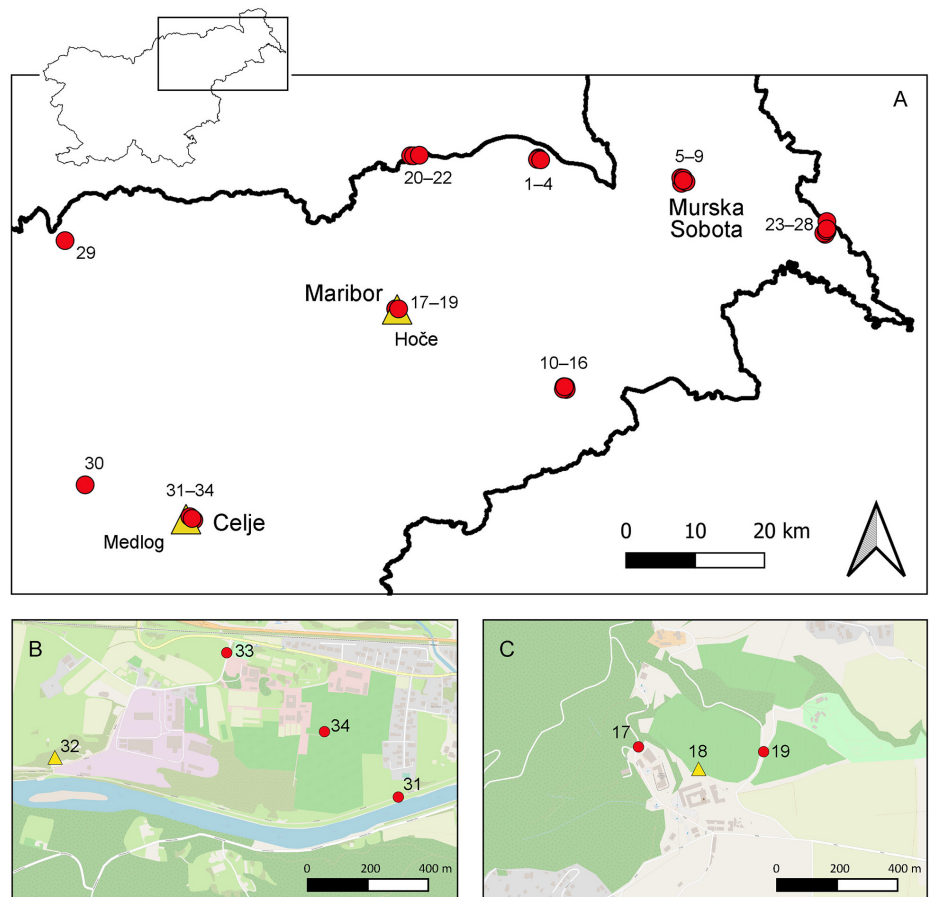 A
20–22
1–4
5–9
Murska
Sobota
23–28
29
Maribor
17–19
Hoče
10–16
30
31–34
Celje
Medlog
0 10 20 km
B
33
34
32
31
0 200 400 m
C
17
18
19
0 200 400 m